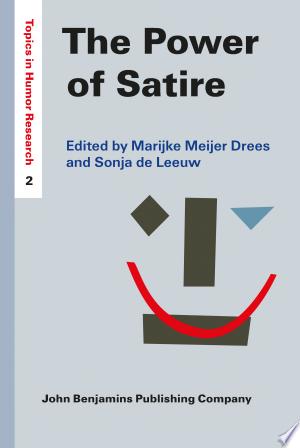 Topics in Humor Research
2
The Power
of Satire
Edited by Marijke Meijer Drees
and Sonja de Leeuw
John Benjamins Publishing Company